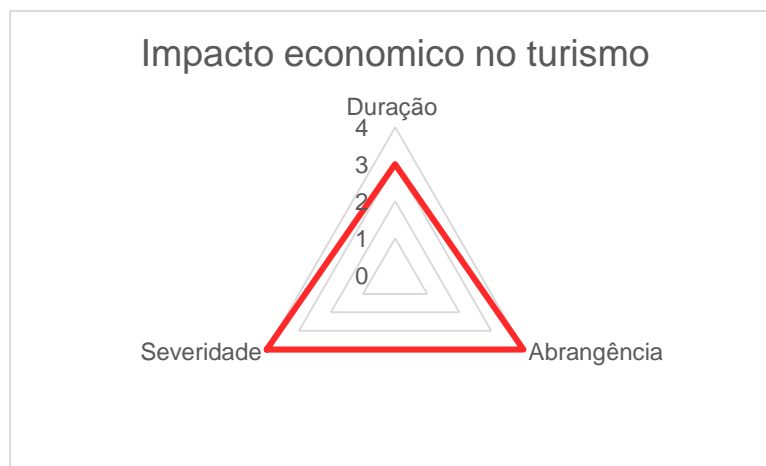 Impacto economico no turismo
Duração
4
3
2
1
0
Severidade
Abrangência